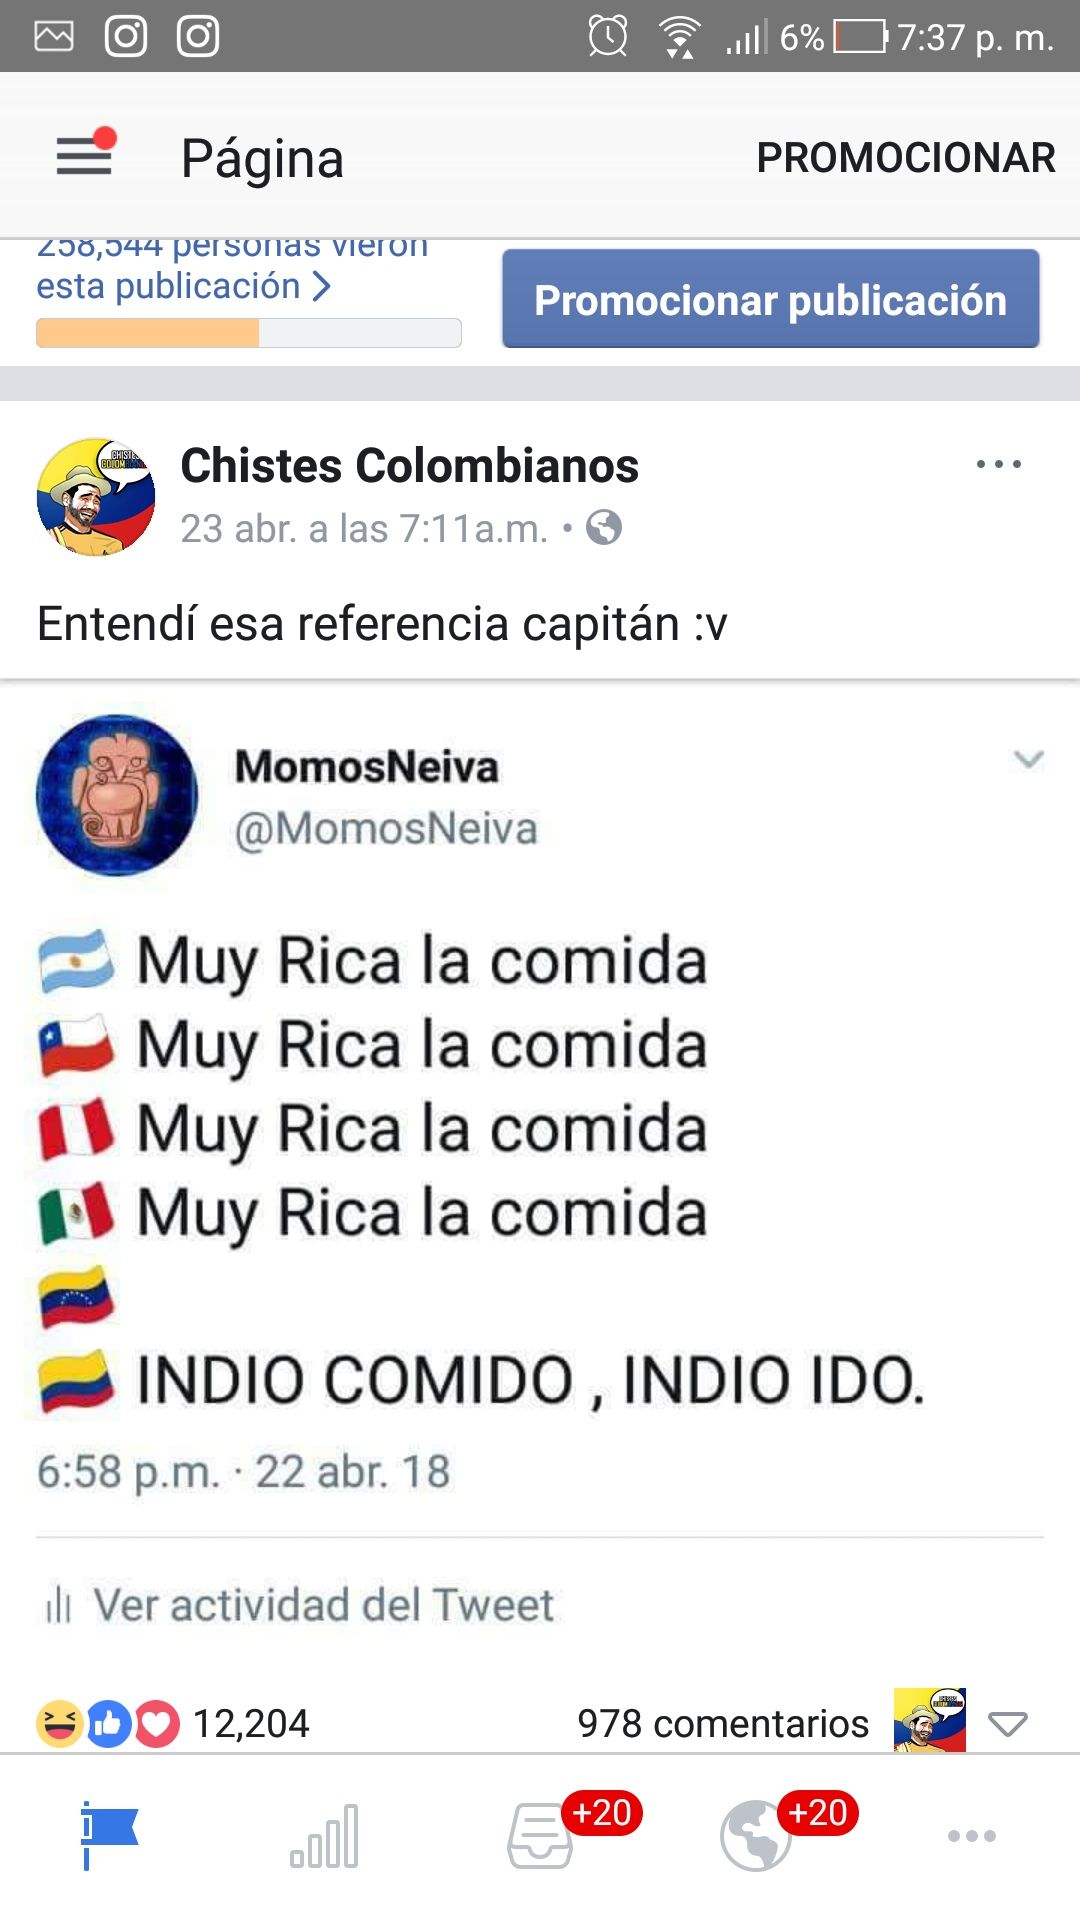 6% 7:37 p. m.
Página PROMOCIONAR
258,544 personas vieron
esta publicación
Promocionar publicación
Chistes Colombianos
23 abr. a las 7:11a.m. •
Entendí esa referencia capitán :v
MomosNeiva
@MomosNeiva
Muy Rica la comida
Muy Rica la comida
Muy Rica la comida
Muy Rica la comida
INDIO COMIDO , INDIO IDO.
6:58 p.m. · 22 abr. 18
Ver actividad del Tweet
12,204 978 comentarios
+20 +20